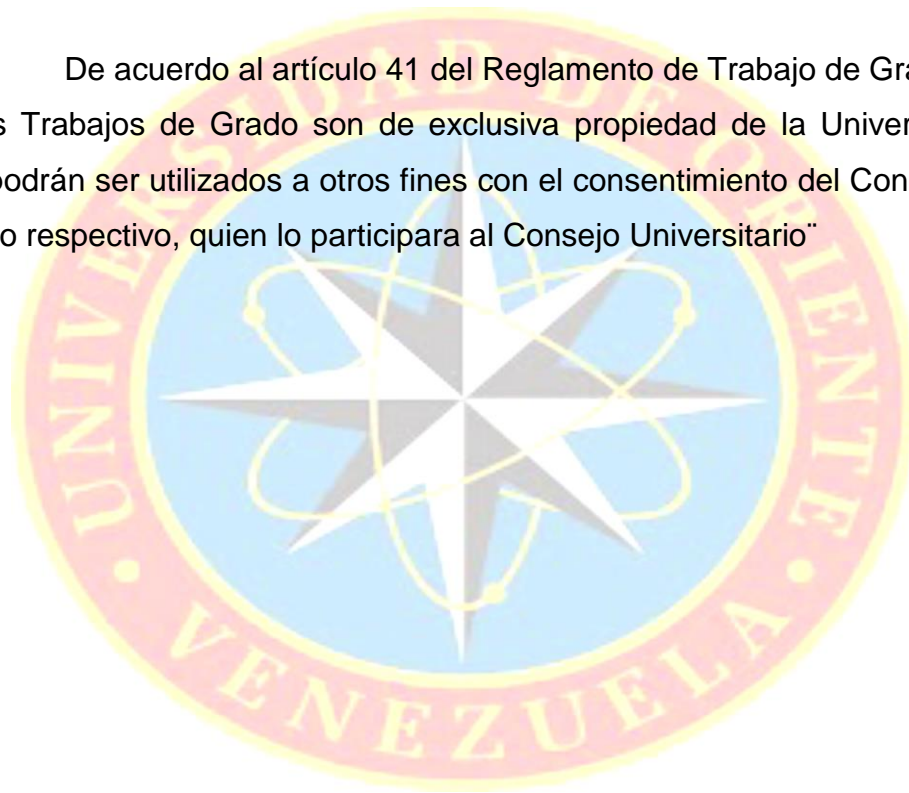 De acuerdo al artículo 41 del Reglamento de Trabajo de Gra
s Trabajos de Grado son de exclusiva propiedad de la Univer
podrán ser utilizados a otros fines con el consentimiento del Con
o respectivo, quien lo participara al Consejo Universitario¨
UNIVERSIDAD DE ORIENTE
VENEZUELA